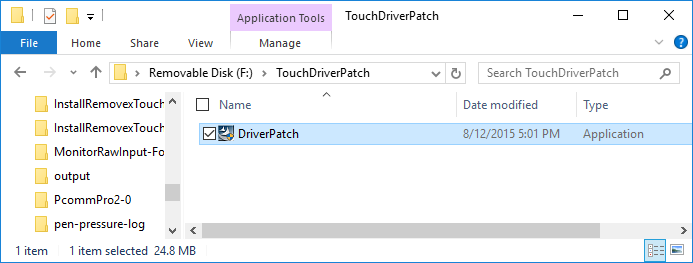 Application Tools TouchDriverPatch
File Home Share View Manage
Removable Disk (F:) TouchDriverPatch Search TouchDriverPatch
Name Date modified Type
InstallRemovexTouch
InstallRemovexTouch
DriverPatch 8/12/2015 5:01 PM Application
MonitorRawInput-Fo
output
PcommPro2-0
pen-pressure-log
1 item 1 item selected 24.8 MB